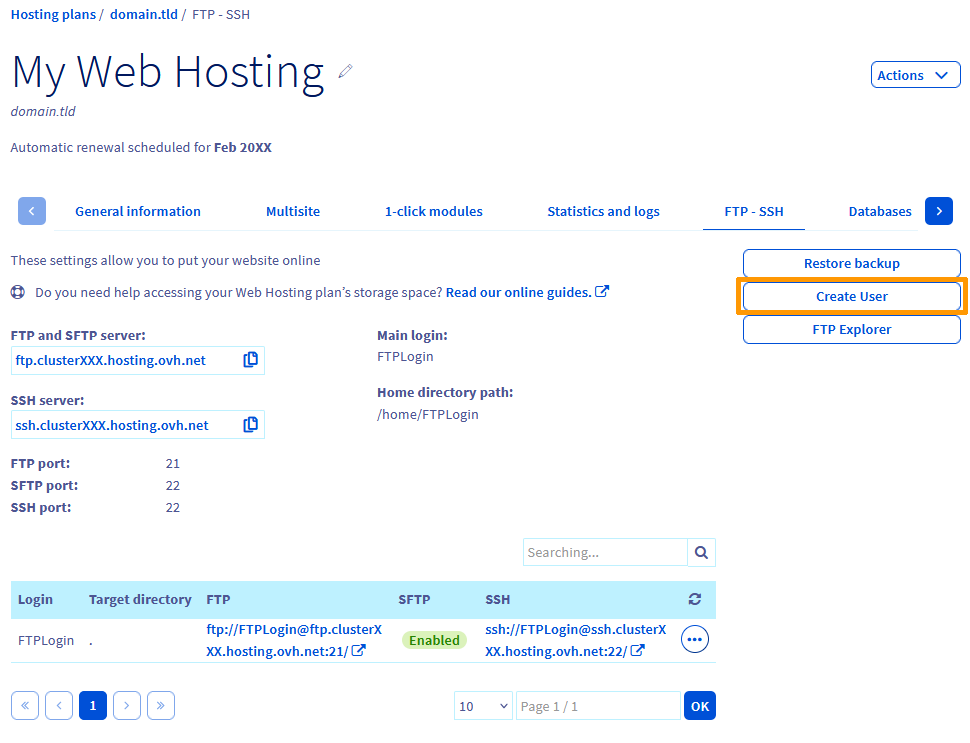 Hosting plans / domain.tld / FTP - SSH
My Web Hosting
Actions
domain.tld
Automatic renewal scheduled for Feb 20XX
General information Multisite 1-click modules Statistics and logs FTP - SSH Databases
These settings allow you to put your website online
Restore backup
Do you need help accessing your Web Hosting plan's storage space? Read our online guides.
Create User
FTP Explorer
FTP and SFTP server:
ftp.clusterXXX.hosting.ovh.net
Main login:
FTPLogin
SSH server:
ssh.clusterXXX.hosting.ovh.net
Home directory path:
/home/FTPLogin
FTP port: 21
SFTP port: 22
SSH port: 22
Searching...
Login Target directory FTP SFTP SSH
FTPLogin . ftp://FTPLogin@ftp.clusterX Enabled ssh://FTPLogin@ssh.clusterX
XX.hosting.ovh.net:21/ XX.hosting.ovh.net:22/
« ‹ 1 › » 10 Page 1 / 1 OK